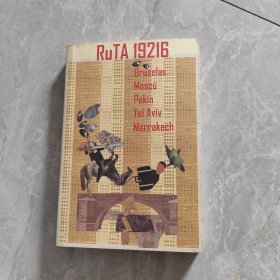 RuTA 19216
Bruselas
Moscú
Pekín
Tel Aviv
Marrakech